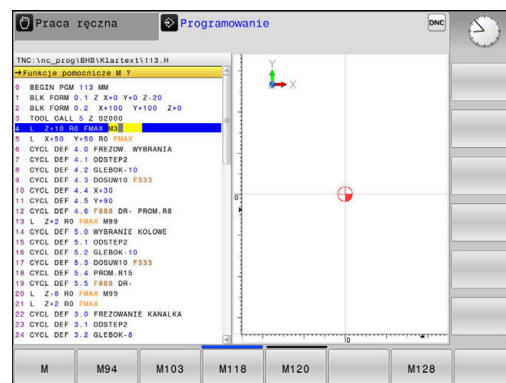 Praca ręczna
Programowanie
DNC
TNC:\nc_prog\BHB\Klartext\113.H
→Funkcje pomocnicze M ?
0 BEGIN PGM 113 MM
1 BLK FORM 0.1 Z X+0 Y+0 Z-20
2 BLK FORM 0.2 X+100 Y+100 Z+0
3 TOOL CALL 5 Z S2000
4 L Z+10 R0 FMAX M3
5 L X+50 Y+50 R0 FMAX
6 CYCL DEF 4.0 FREZOW. WYBRANIA
7 CYCL DEF 4.1 ODSTEP2
8 CYCL DEF 4.2 GLEBOK-10
9 CYCL DEF 4.3 DOSUW10 F333
10 CYCL DEF 4.4 X+30
11 CYCL DEF 4.5 Y+90
12 CYCL DEF 4.6 F888 DR- PROM.R8
13 L Z+2 R0 FMAX M99
14 CYCL DEF 5.0 WYBRANIE KOLOWE
15 CYCL DEF 5.1 ODSTEP2
16 CYCL DEF 5.2 GLEBOK-10
17 CYCL DEF 5.3 DOSUW10 F333
18 CYCL DEF 5.4 PROM.R15
19 CYCL DEF 5.5 F888 DR-
20 L Z-8 R0 FMAX M99
21 L Z+2 R0 FMAX
22 CYCL DEF 3.0 FREZOWANIE KANALKA
23 CYCL DEF 3.1 ODSTEP2
24 CYCL DEF 3.2 GLEBOK-8
Y
X
0
0
M
M94
M103
M118
M120
M128